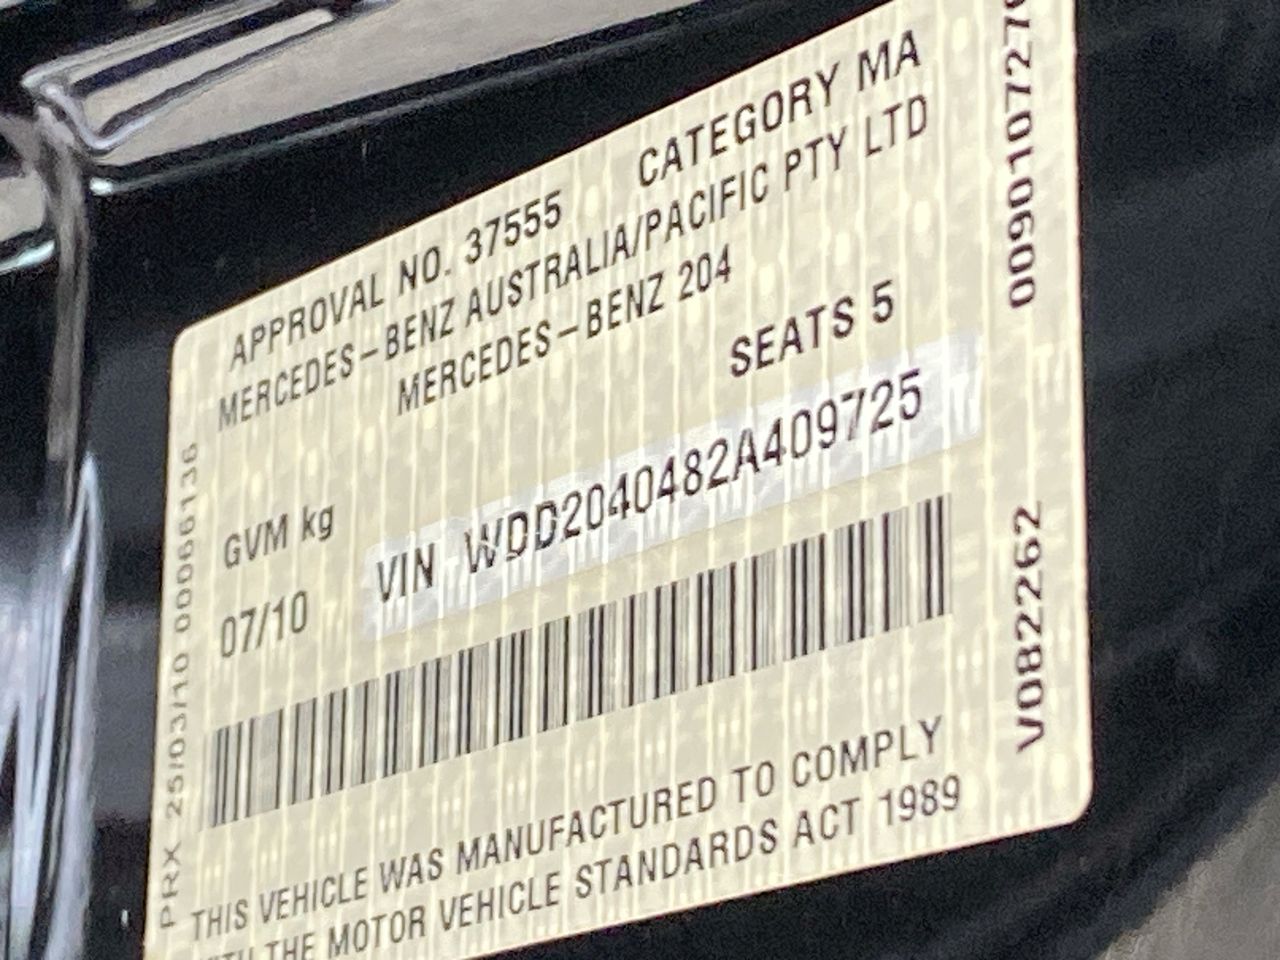 APPROVAL NO. 37555 CATEGORY MA
MERCEDES-BENZ AUSTRALIA/PACIFIC PTY LTD
MERCEDES-BENZ 204
SEATS 5
GVM kg
07/10 VIN WDD2040482A409725
THIS VEHICLE WAS MANUFACTURED TO COMPLY
WITH THE MOTOR VEHICLE STANDARDS ACT 1989
PRX 25/03/10 00066136
V0822262